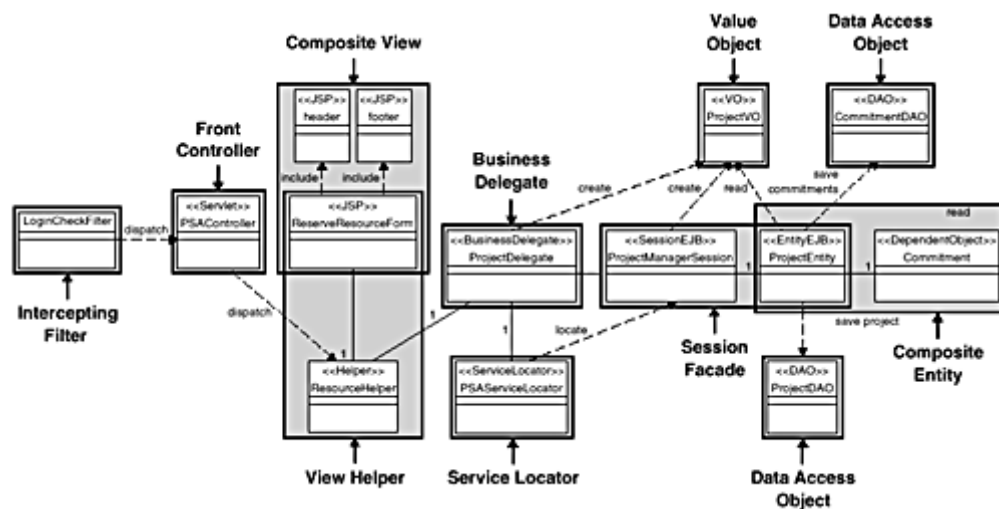 Value
Object
Data Access
Object
Composite View
<<JSP>>
header
<<JSP>>
footer
<<VO>>
ProjectVO
<<DAO>>
CommitmentDAO
Front
Controller
Business
Delegate
include
include
create
create
read
save
commitments
LoginCheckFilter
dispatch
<<Servlet>>
PSAController
<<JSP>>
ReserveResourceForm
<<BusinessDelegate>>
ProjectDelegate
<<SessionEJB>>
ProjectManagerSession
<<EntityEJB>>
ProjectEntity
read
<<DependentObject>>
Commitment
1
1
Intercepting
Filter
dispatch
1
1
1
locate
save project
Session
Facade
Composite
Entity
<<Helper>>
ResourceHelper
<<ServiceLocator>>
PSAServiceLocator
<<DAO>>
ProjectDAO
View Helper
Service Locator
Data Access
Object